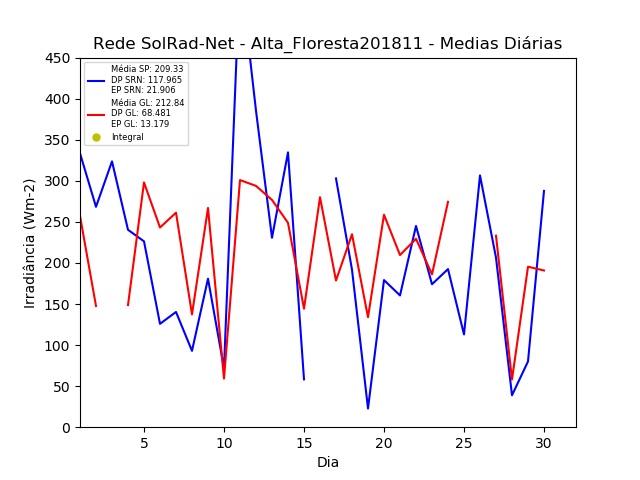 Rede SolRad-Net - Alta_Floresta201811 - Medias Diárias
Irradiância (Wm-2)
450
400
350
300
250
200
150
100
50
0
Média SP: 209.33
DP SRN: 117.965
EP SRN: 21.906
Média GL: 212.84
DP GL: 68.481
EP GL: 13.179
Integral
5
10
15
20
25
30
Dia